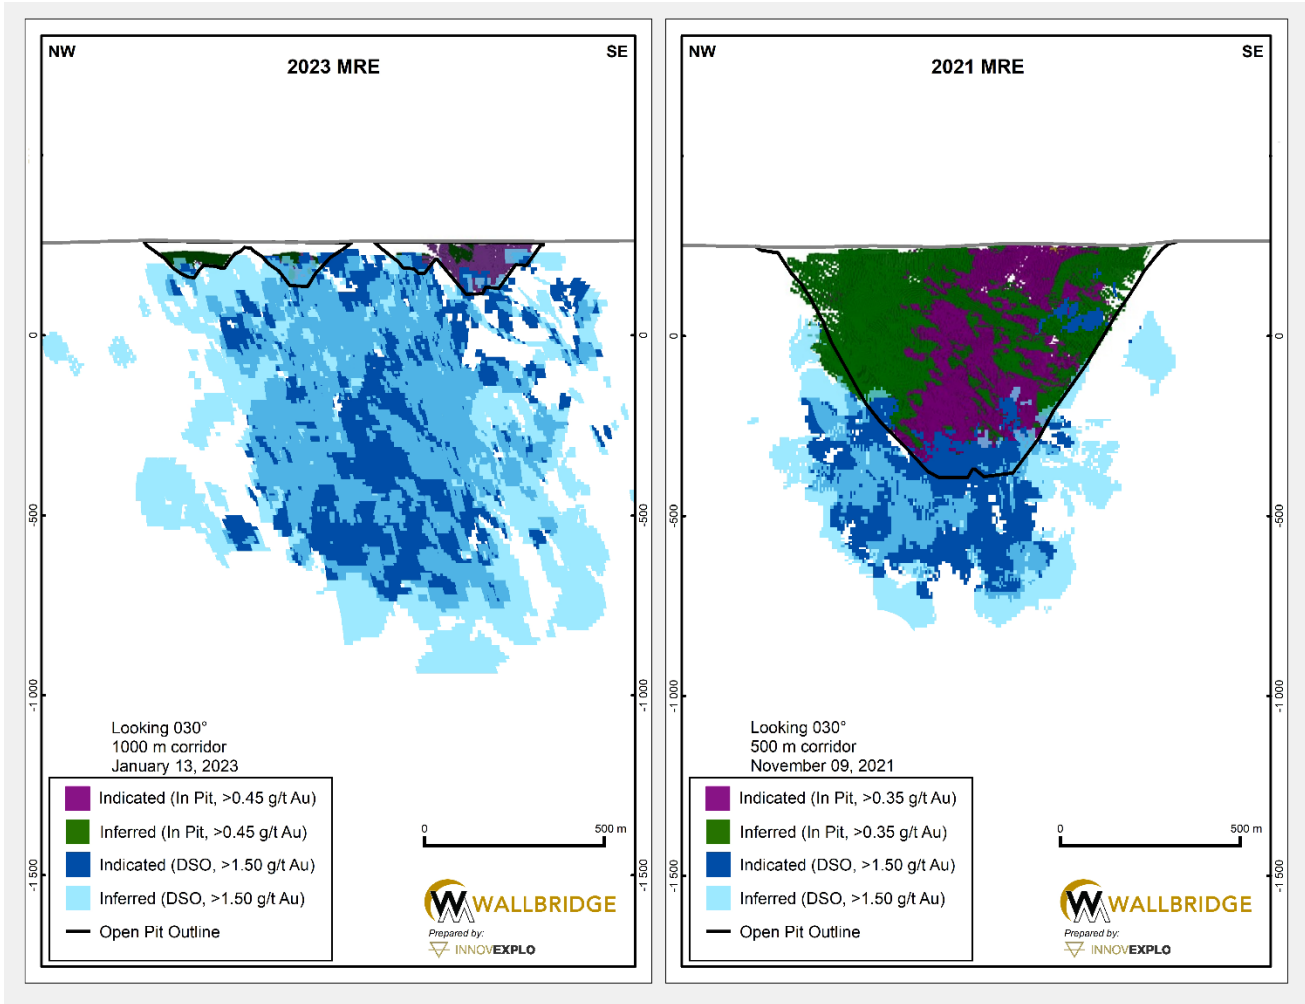 NW
SE
2023 MRE
0
0
-500
-500
-1 000
-1 000
-1 500
-1 500
Looking 030°
1000 m corridor
January 13, 2023
Indicated (In Pit, >0.45 g/t Au)
Inferred (In Pit, >0.45 g/t Au)
Indicated (DSO, >1.50 g/t Au)
Inferred (DSO, >1.50 g/t Au)
Open Pit Outline
0
500 m
WALLBRIDGE
Prepared by:
INNOVEXPLO
NW
SE
2021 MRE
0
0
-500
-500
-1 000
-1 000
-1 500
-1 500
Looking 030°
500 m corridor
November 09, 2021
Indicated (In Pit, >0.35 g/t Au)
Inferred (In Pit, >0.35 g/t Au)
Indicated (DSO, >1.50 g/t Au)
Inferred (DSO, >1.50 g/t Au)
Open Pit Outline
0
500 m
WALLBRIDGE
Prepared by:
INNOVEXPLO